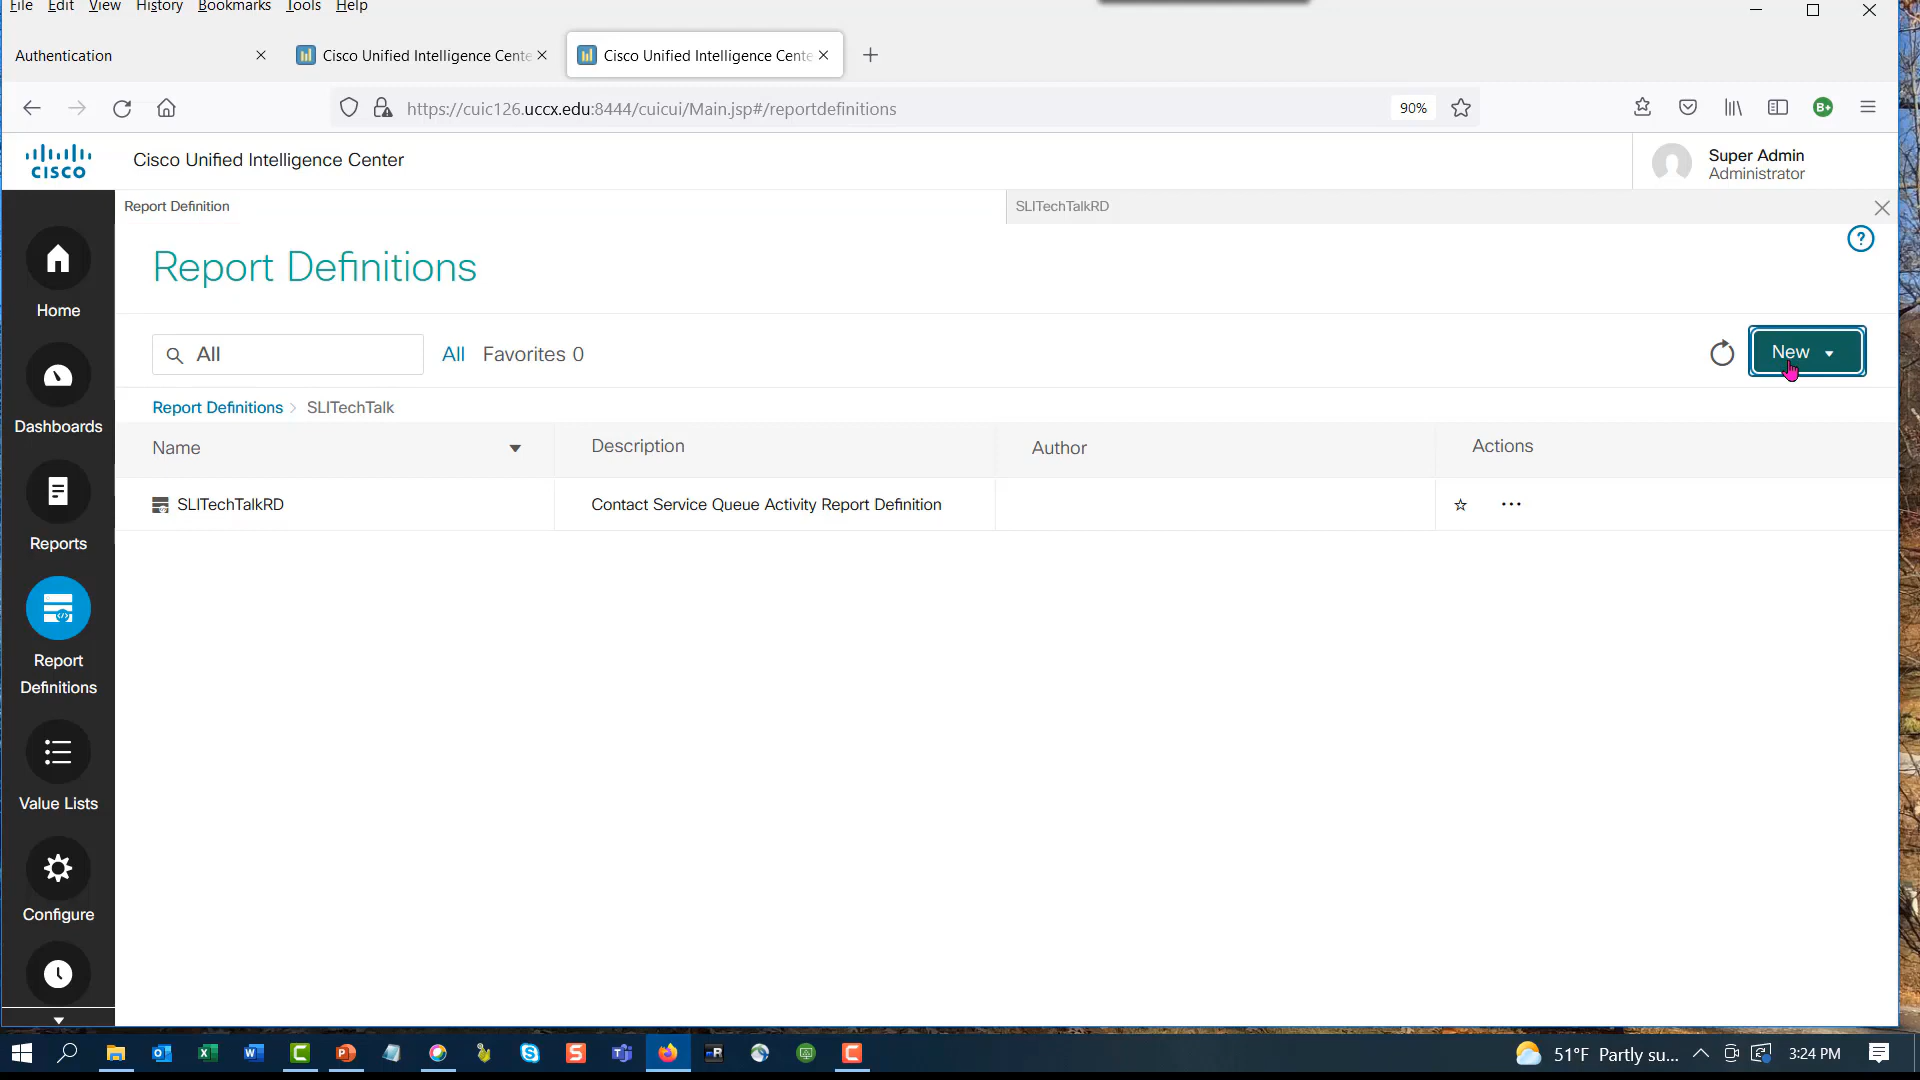 File Edit View History Bookmarks Tools Help
Authentication
Cisco Unified Intelligence Cente
Cisco Unified Intelligence Cente
https://cuic126.uccx.edu:8444/cuicui/Main.jsp#/reportdefinitions
90%
B+
CISCO
Cisco Unified Intelligence Center
Super Admin
Administrator
Report Definition
SLITechTalkRD
?
Report Definitions
All
All Favorites 0
New
Report Definitions > SLITechTalk
Name Description Author Actions
SLITechTalkRD Contact Service Queue Activity Report Definition
Home
Dashboards
Reports
Report
Definitions
Value Lists
Configure
51°F Partly su... 3:24 PM